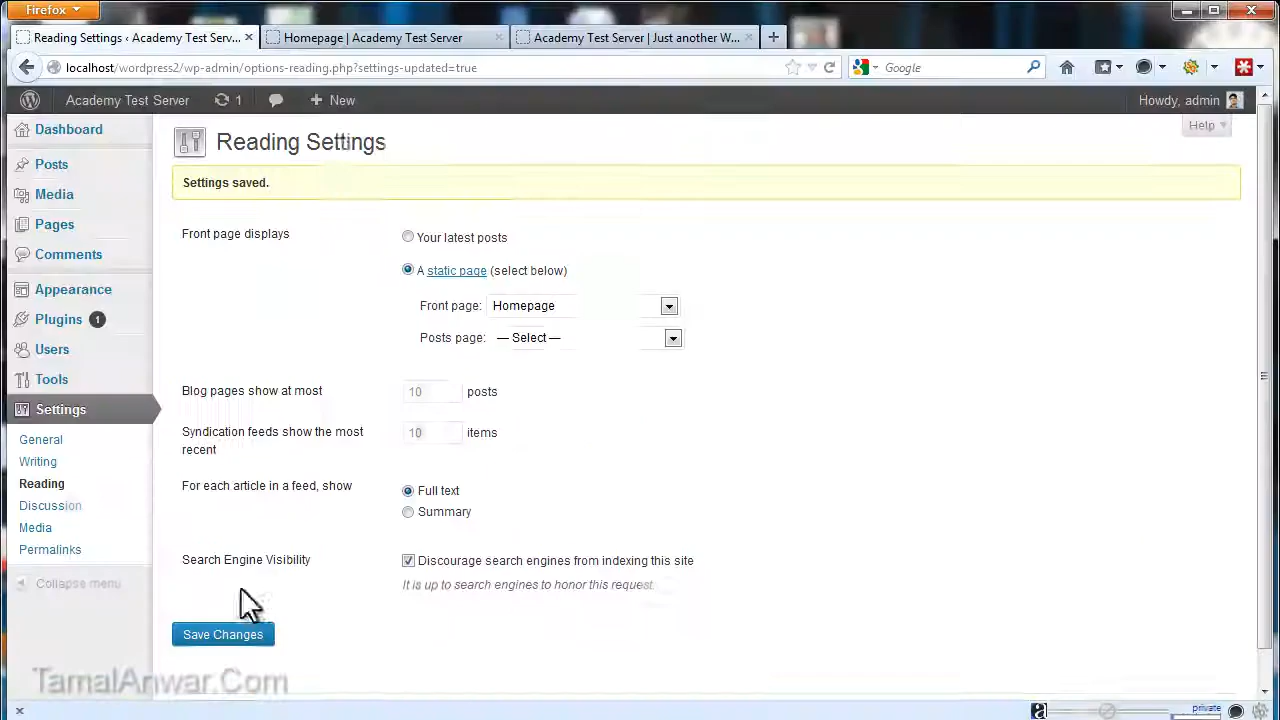 Firefox
Reading Settings ‹ Academy Test Serv...
Homepage | Academy Test Server
Academy Test Server | Just another W...
localhost/wordpress2/wp-admin/options-reading.php?settings-updated=true
Google
Academy Test Server
1
New
Howdy, admin
Dashboard
Posts
Media
Pages
Comments
Appearance
Plugins 1
Users
Tools
Settings
General
Writing
Reading
Discussion
Media
Permalinks
Collapse menu
Help
Reading Settings
Settings saved.
Front page displays
Your latest posts
A static page (select below)
Front page: Homepage
Posts page: — Select —
Blog pages show at most 10 posts
Syndication feeds show the most recent 10 items
For each article in a feed, show
Full text
Summary
Search Engine Visibility
Discourage search engines from indexing this site
It is up to search engines to honor this request.
Save Changes
TamalAnwar.Com
private